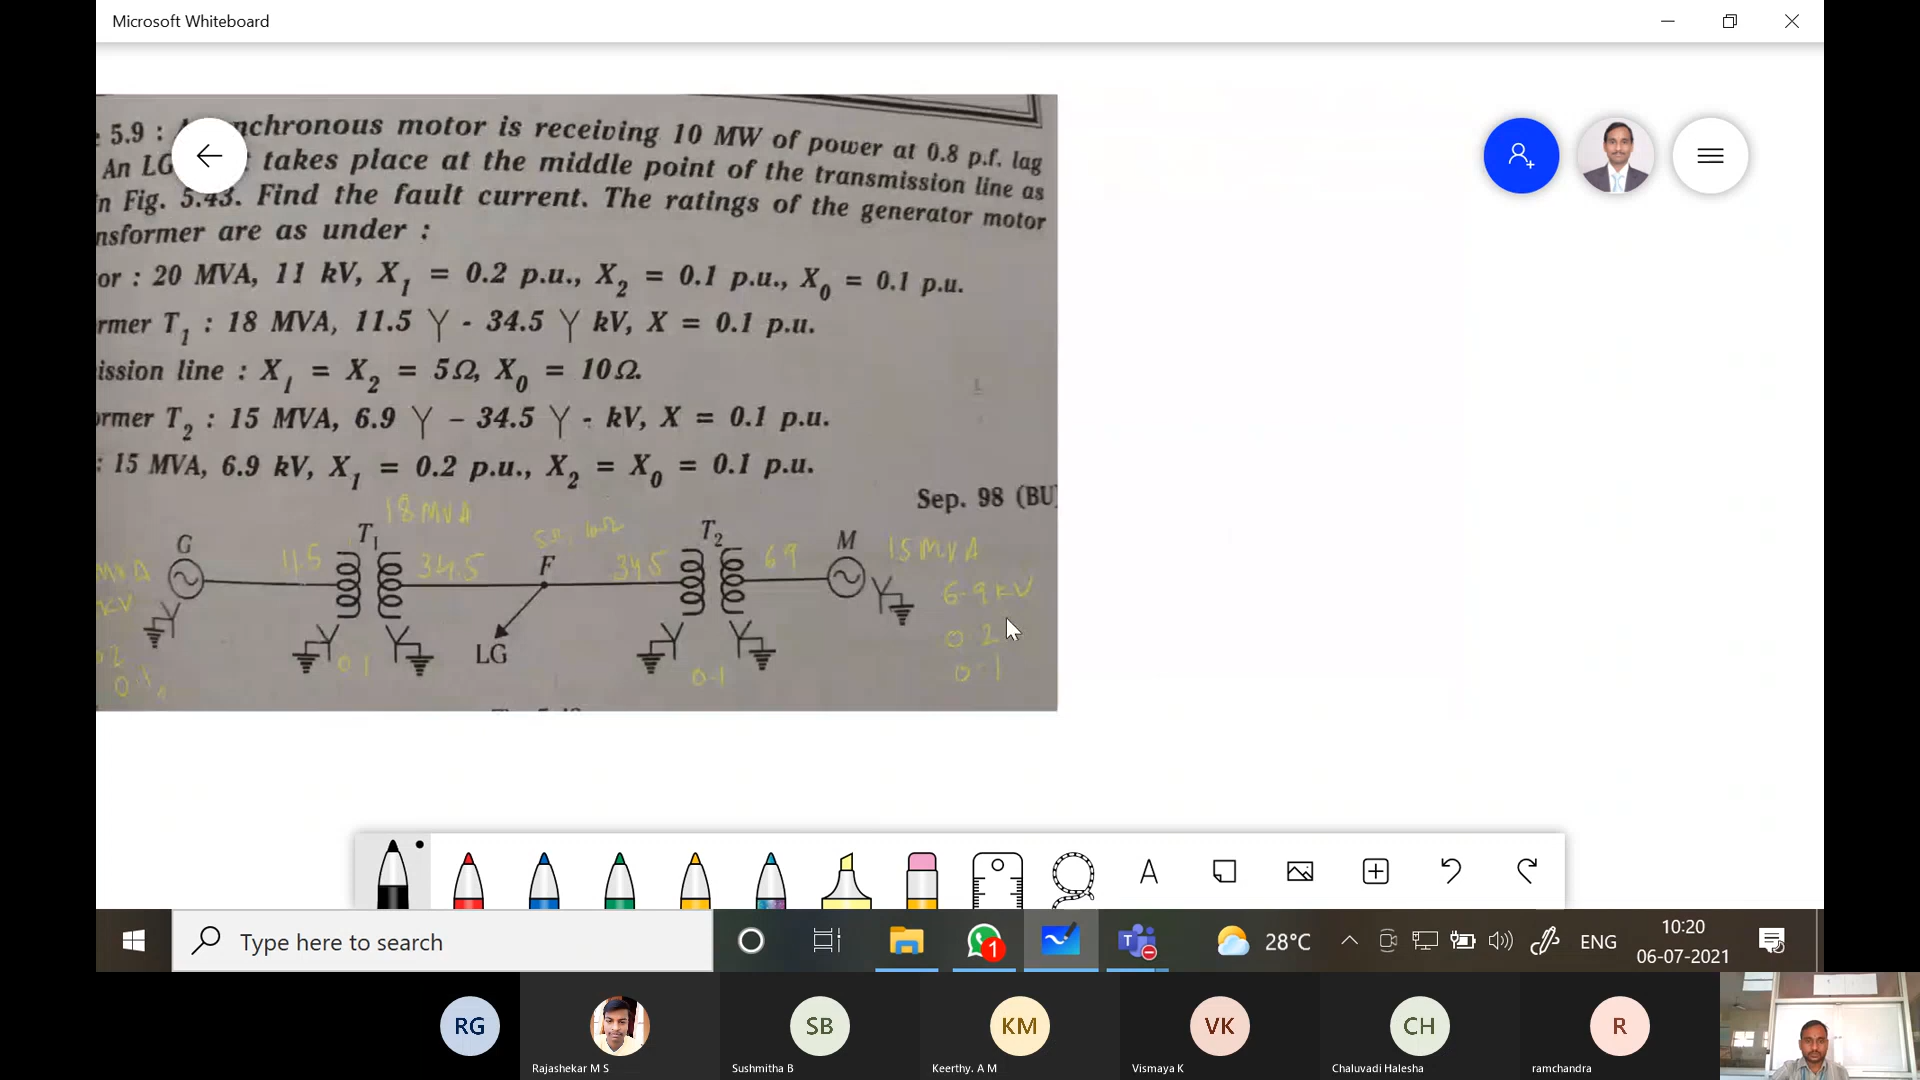 Microsoft Whiteboard
5.9 : nchronous motor is receiving 10 MW of power at 0.8 p.f. lag
An LG takes place at the middle point of the transmission line as
n Fig. 5.43. Find the fault current. The ratings of the generator motor
nsformer are as under :
or : 20 MVA, 11 kV, X1 = 0.2 p.u., X2 = 0.1 p.u., X0 = 0.1 p.u.
rmer T1 : 18 MVA, 11.5 Y - 34.5 Y kV, X = 0.1 p.u.
ission line : X1 = X2 = 5Ω, X0 = 10Ω.
ormer T2 : 15 MVA, 6.9 Y – 34.5 Y - kV, X = 0.1 p.u.
: 15 MVA, 6.9 kV, X1 = 0.2 p.u., X2 = X0 = 0.1 p.u.
Sep. 98 (BU
18 MVA
G 11.5 T1 34.5 5Ω, 10Ω F 34.5 T2 6.9 M 15 MVA
MVA
kV
6.9 kV
LG
0.2
0.1 0.1 0.1 0.1
Type here to search
1
28°C
ENG
10:20
06-07-2021
RG
SB
KM
VK
CH
R
Rajashekar M S
Sushmitha B
Keerthy. A M
Vismaya K
Chaluvadi Halesha
ramchandra